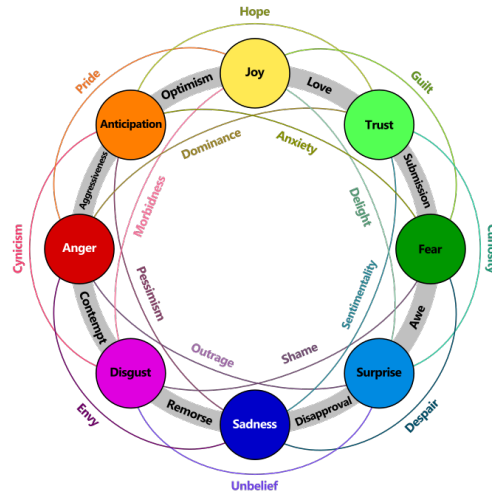 Hope
Joy
Optimism
Love
Pride
Guilt
Anticipation
Trust
Dominance
Anxiety
Aggressiveness
Submission
Morbidness
Delight
Cynicism
Anger
Fear
Curiosity
Pessimism
Sentimentality
Contempt
Awe
Outrage
Shame
Disgust
Surprise
Envy
Remorse
Sadness
Disapproval
Despair
Unbelief